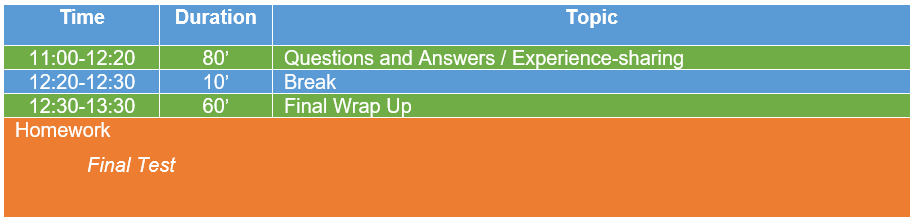 Time Duration Topic
11:00-12:20 80’ Questions and Answers / Experience-sharing
12:20-12:30 10’ Break
12:30-13:30 60’ Final Wrap Up
Homework
Final Test